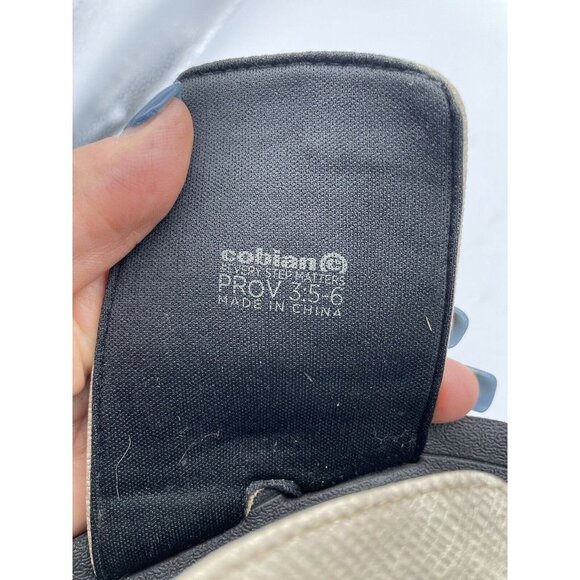 cobian©
#EVERY STEP MATTERS
PROV 3:5-6
MADE IN CHINA